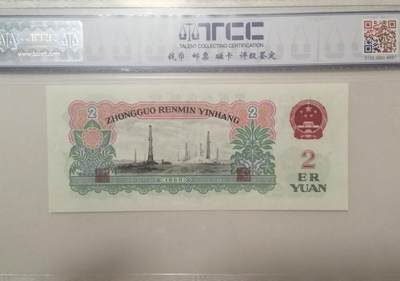 TCC
TALENT COLLECTING CERTIFICATION
钱币 邮票 磁卡 评级鉴定
2
2
ZHONGGUO RENMIN YINHANG
2
ER
YUAN
1960